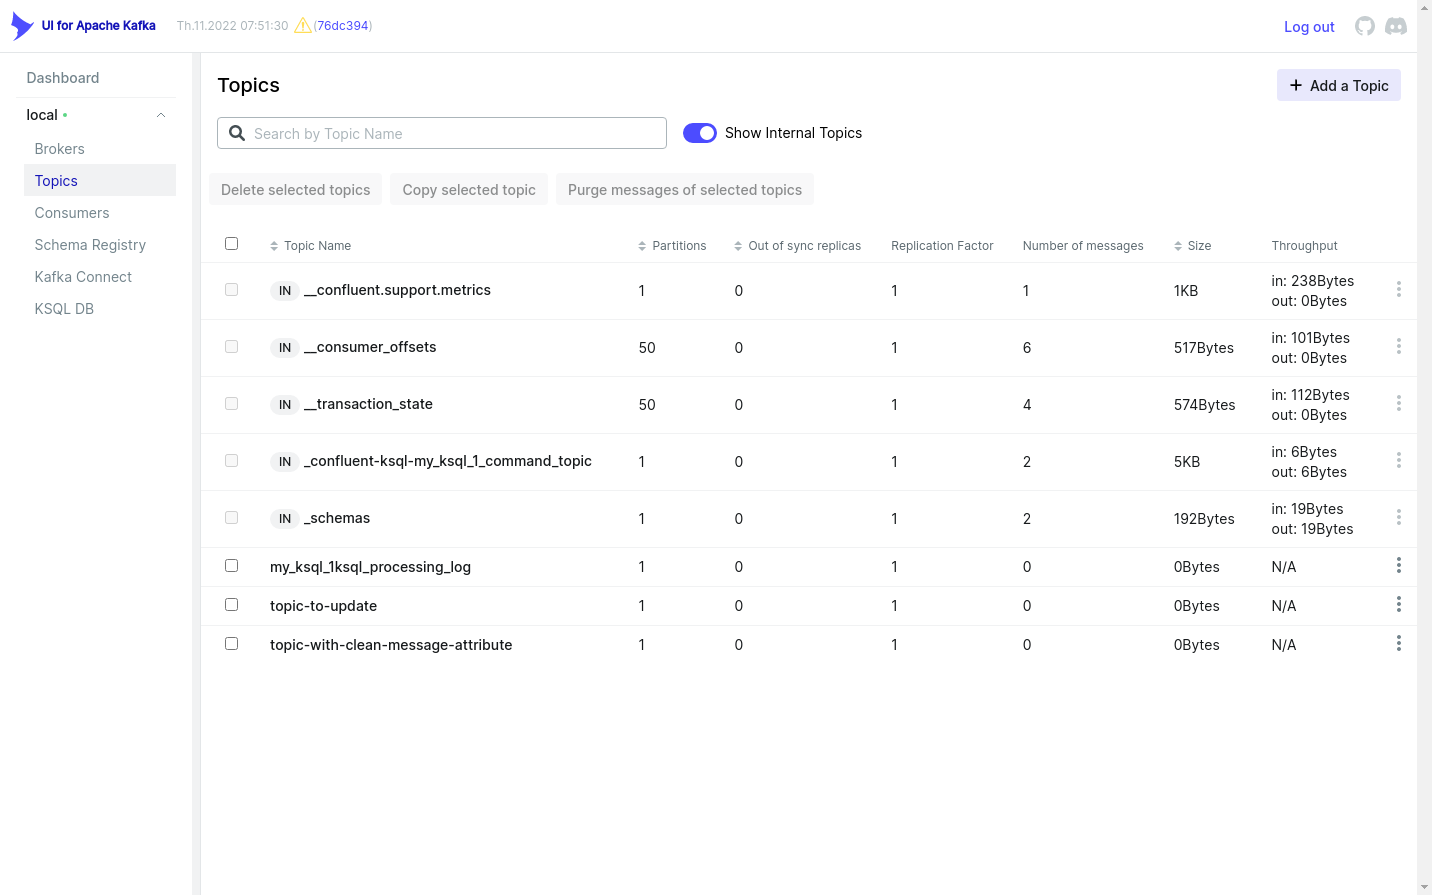 UI for Apache Kafka
Th.11.2022 07:51:30 (76dc394)
Log out
Dashboard
local
Brokers
Topics
Consumers
Schema Registry
Kafka Connect
KSQL DB
Topics
Add a Topic
Search by Topic Name
Show Internal Topics
Delete selected topics Copy selected topic Purge messages of selected topics
Topic Name Partitions Out of sync replicas Replication Factor Number of messages Size Throughput
IN __confluent.support.metrics 1 0 1 1 1KB in: 238Bytes
out: 0Bytes
IN __consumer_offsets 50 0 1 6 517Bytes in: 101Bytes
out: 0Bytes
IN __transaction_state 50 0 1 4 574Bytes in: 112Bytes
out: 0Bytes
IN _confluent-ksql-my_ksql_1_command_topic 1 0 1 2 5KB in: 6Bytes
out: 6Bytes
IN _schemas 1 0 1 2 192Bytes in: 19Bytes
out: 19Bytes
my_ksql_1ksql_processing_log 1 0 1 0 0Bytes N/A
topic-to-update 1 0 1 0 0Bytes N/A
topic-with-clean-message-attribute 1 0 1 0 0Bytes N/A